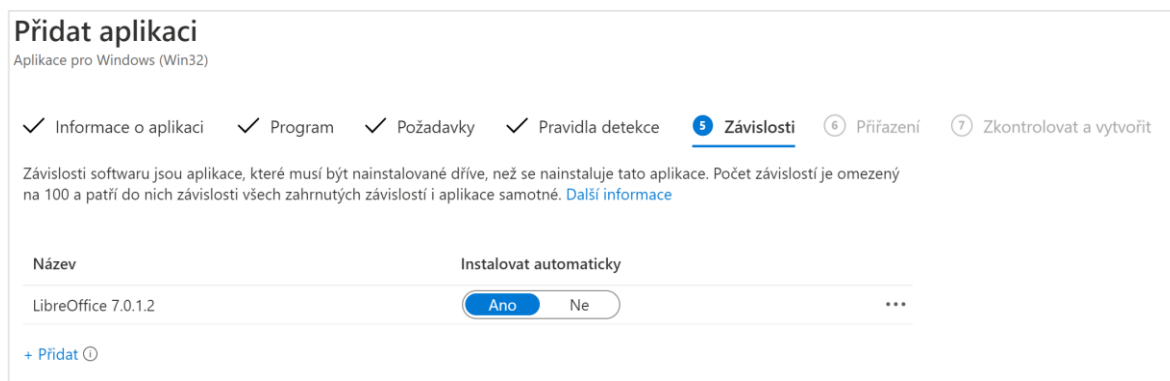 Přidat aplikaci
Aplikace pro Windows (Win32)
Informace o aplikaci Program Požadavky Pravidla detekce 5 Závislosti 6 Přiřazení 7 Zkontrolovat a vytvořit
Závislosti softwaru jsou aplikace, které musí být nainstalované dříve, než se nainstaluje tato aplikace. Počet závislostí je omezený
na 100 a patří do nich závislosti všech zahrnutých závislostí i aplikace samotné. Další informace
Název Instalovat automaticky
LibreOffice 7.0.1.2 Ano Ne
+ Přidat